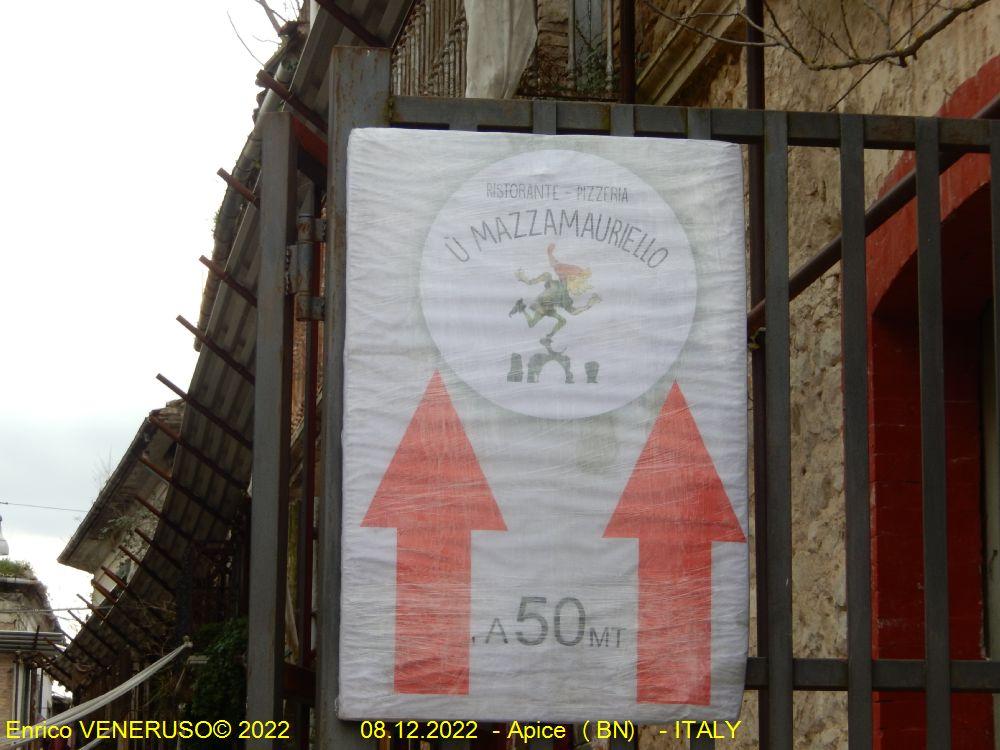 RISTORANTE - PIZZERIA
Ù MAZZAMAURIELLO
. A 50 MT
Enrico VENERUSO© 2022 08.12.2022 - Apice ( BN) - ITALY